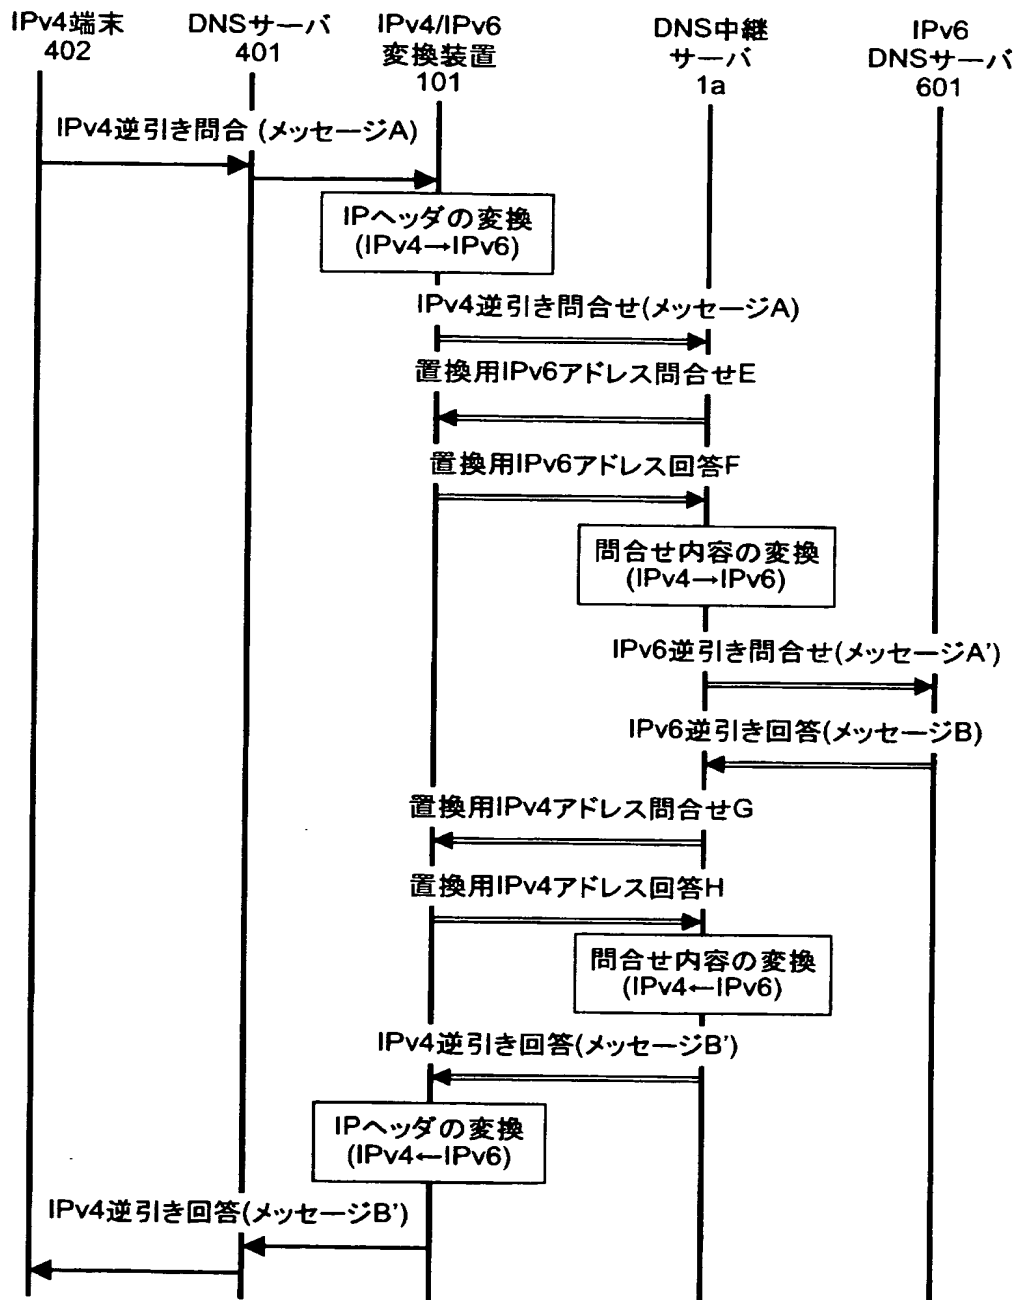 IPv4端末
402
DNSサーバ
401
IPv4/IPv6
変換装置
101
DNS中継
サーバ
1a
IPv6
DNSサーバ
601
IPv4逆引き問合 (メッセージA)
IPヘッダの変換
(IPv4→IPv6)
IPv4逆引き問合せ(メッセージA)
置換用IPv6アドレス問合せE
置換用IPv6アドレス回答F
問合せ内容の変換
(IPv4→IPv6)
IPv6逆引き問合せ(メッセージA')
IPv6逆引き回答(メッセージB)
置換用IPv4アドレス問合せG
置換用IPv4アドレス回答H
問合せ内容の変換
(IPv4←IPv6)
IPv4逆引き回答(メッセージB')
IPヘッダの変換
(IPv4←IPv6)
IPv4逆引き回答(メッセージB')